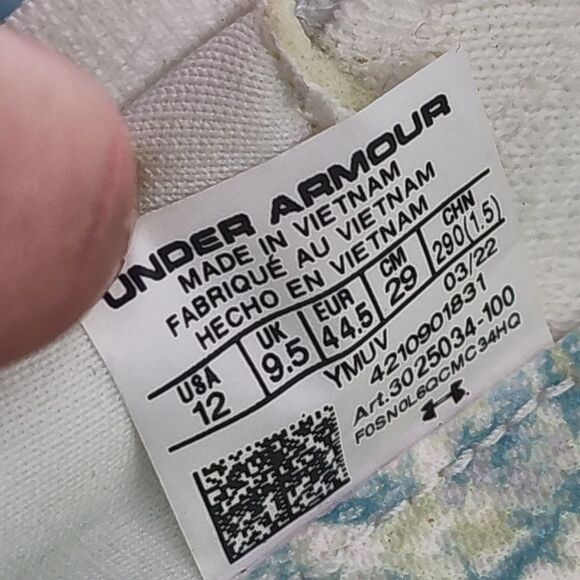 UNDER ARMOUR
MADE IN VIETNAM
FABRIQUÉ AU VIETNAM
HECHO EN VIETNAM
USA UK EUR CM CHN
12 9.5 44.5 29 290(1.5)
YMUV 03/22
4210901831
Art.3025034-100
F0SN0L6QCMC34HQ